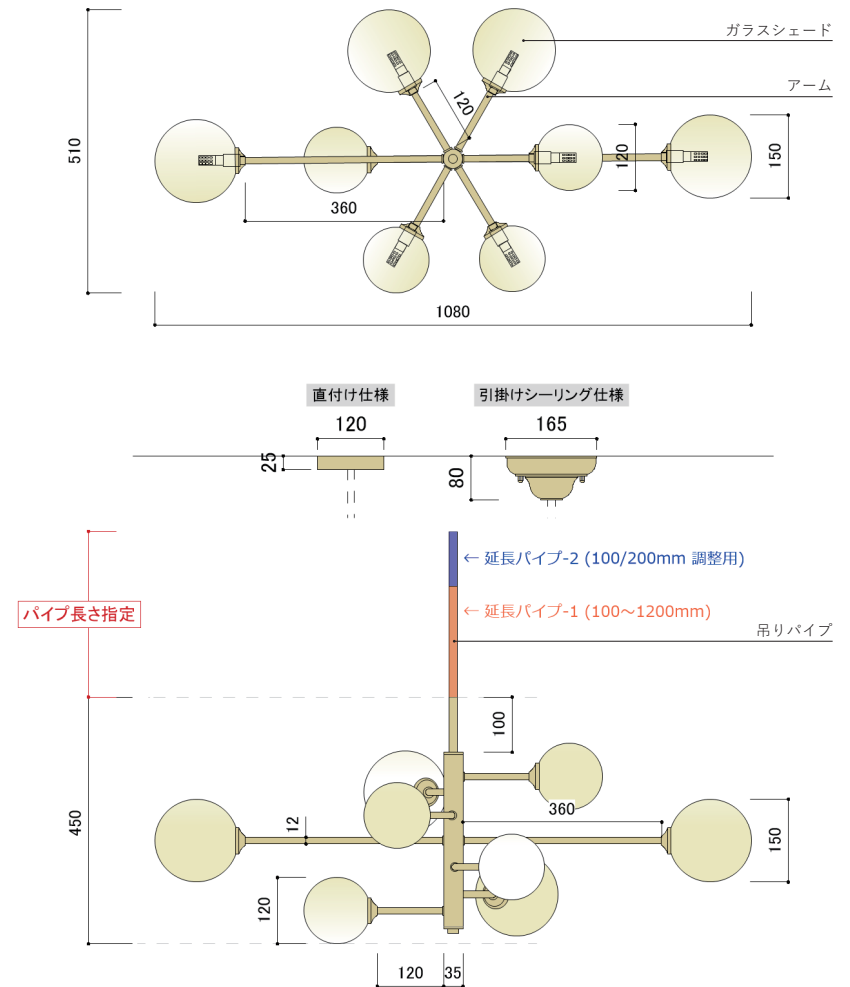 ガラスシェード
アーム
120
510
120
150
360
1080
直付け仕様
引掛けシーリング仕様
120
165
25
80
← 延長パイプ-2 (100/200mm 調整用)
パイプ長さ指定
← 延長パイプ-1 (100～1200mm)
吊りパイプ
100
360
450
12
150
120
120
35